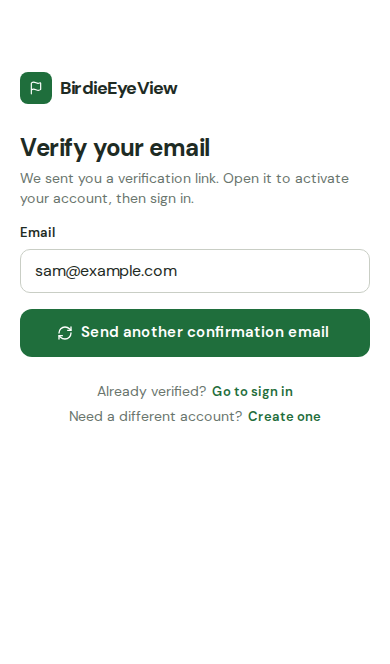 BirdieEyeView
Verify your email
We sent you a verification link. Open it to activate
your account, then sign in.
Email
sam@example.com
Send another confirmation email
Already verified? Go to sign in
Need a different account? Create one